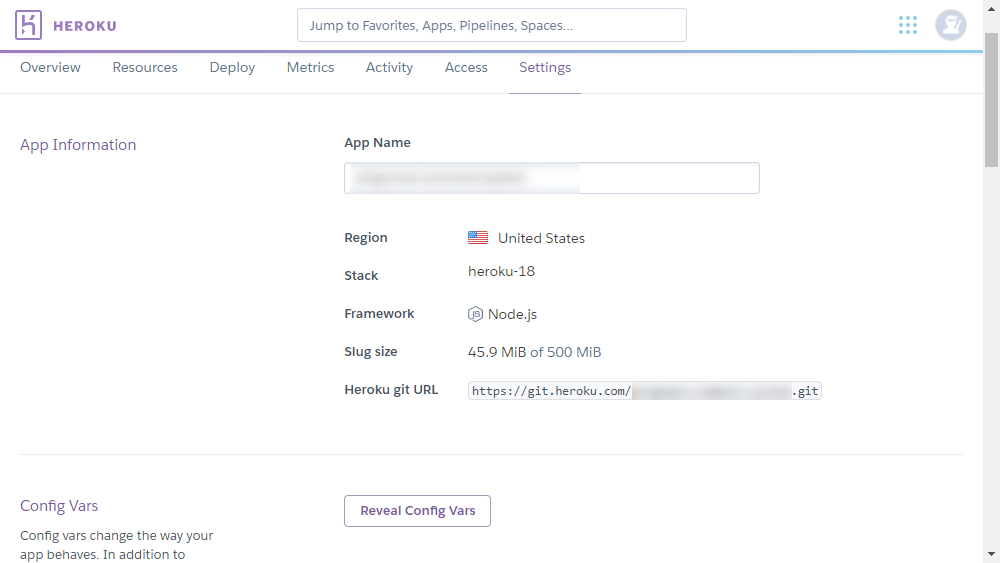 HEROKU
Jump to Favorites, Apps, Pipelines, Spaces...
Overview Resources Deploy Metrics Activity Access Settings
App Information
App Name
Region United States
Stack heroku-18
Framework Node.js
Slug size 45.9 MiB of 500 MiB
Heroku git URL https://git.heroku.com/ .git
Config Vars
Reveal Config Vars
Config vars change the way your
app behaves. In addition to